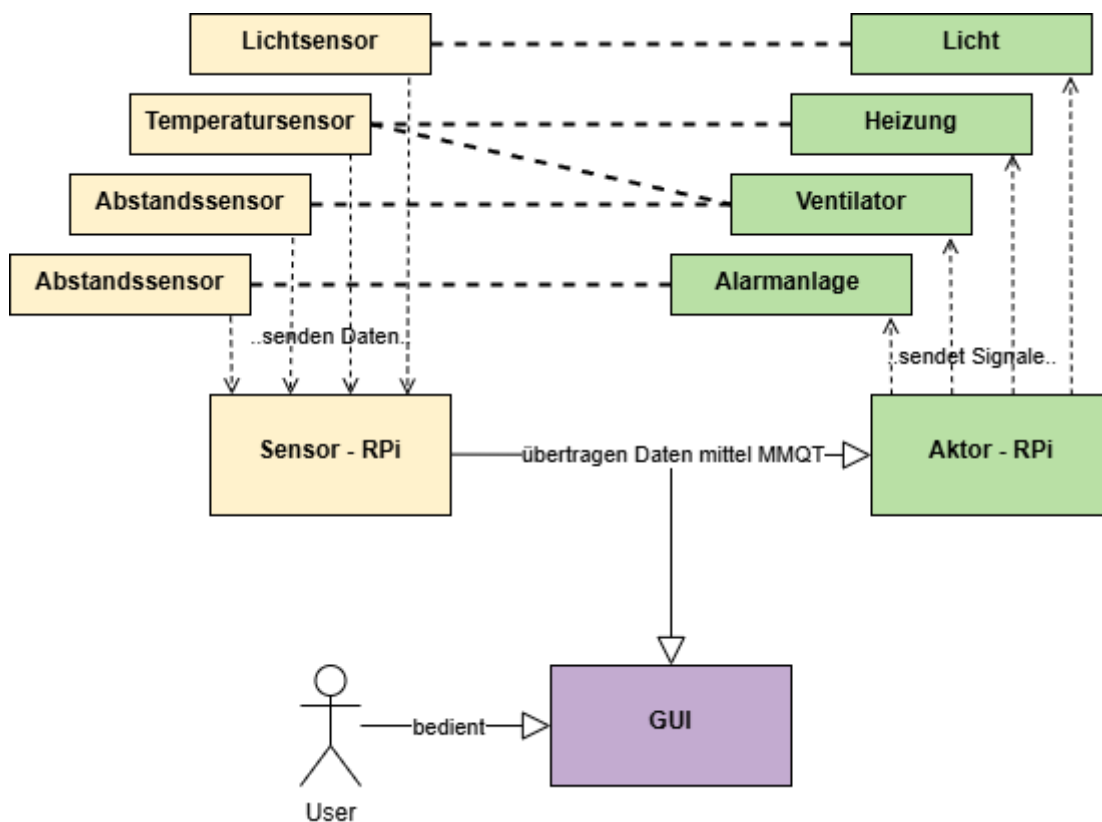 Lichtsensor
Licht
Temperatursensor
Heizung
Abstandssensor
Ventilator
Abstandssensor
Alarmanlage
..senden Daten..
..sendet Signale..
Sensor - RPi
übertragen Daten mittel MMQT
Aktor - RPi
bedient
GUI
User